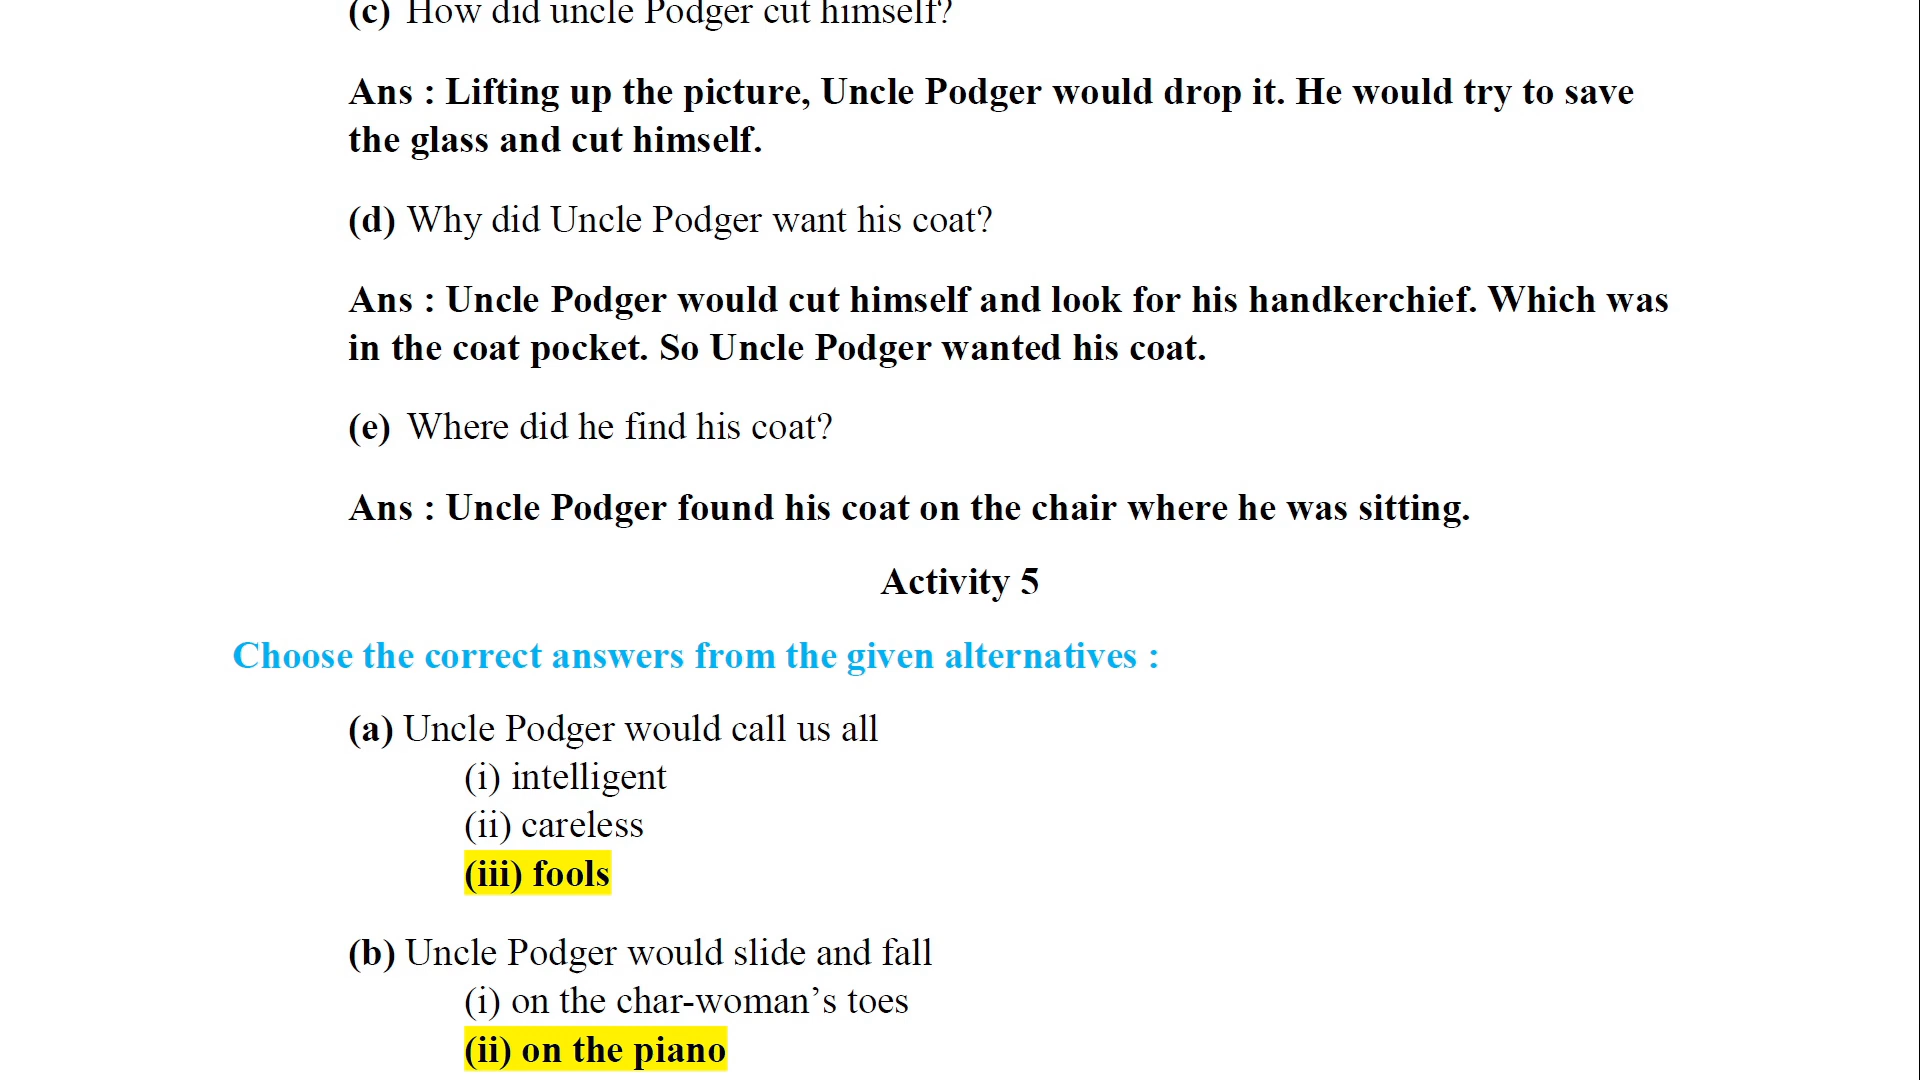 (c) How did uncle Podger cut himself?
Ans : Lifting up the picture, Uncle Podger would drop it. He would try to save
the glass and cut himself.
(d) Why did Uncle Podger want his coat?
Ans : Uncle Podger would cut himself and look for his handkerchief. Which was
in the coat pocket. So Uncle Podger wanted his coat.
(e) Where did he find his coat?
Ans : Uncle Podger found his coat on the chair where he was sitting.
Activity 5
Choose the correct answers from the given alternatives :
(a) Uncle Podger would call us all
(i) intelligent
(ii) careless
(iii) fools
(b) Uncle Podger would slide and fall
(i) on the char-woman’s toes
(ii) on the piano